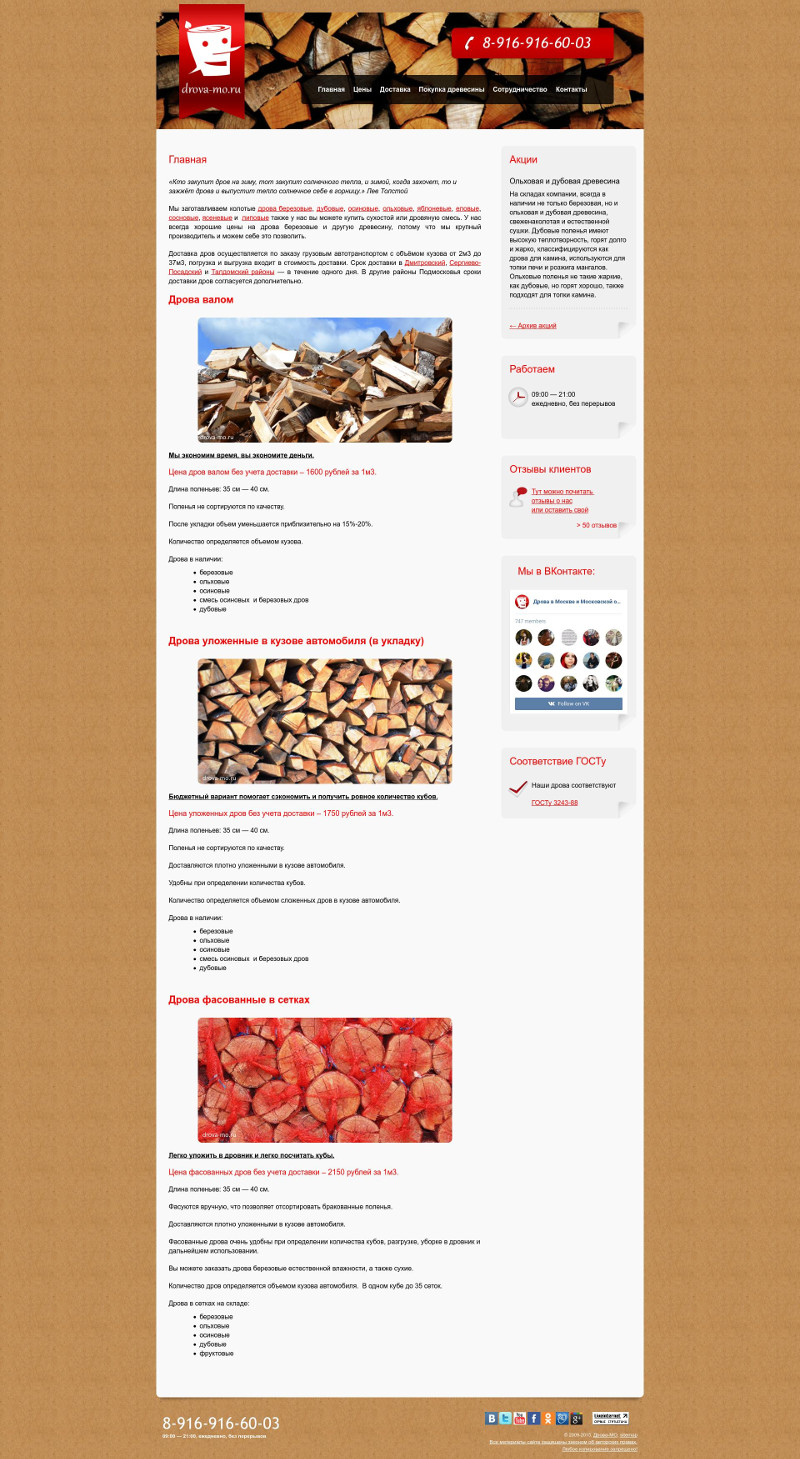 drova-mo.ru
8-916-916-60-03
Главная Цены Доставка Покупка древесины Сотрудничество Контакты
Главная
«Кто закупит дров на зиму, тот закупит солнечного тепла, и зимой, когда захочет, то и
зажжёт дрова и выпустит тепло солнечное себе в горницу.» Лев Толстой
Мы заготавливаем колотые дрова березовые, дубовые, осиновые, ольховые, яблоневые, еловые,
сосновые, ясеневые и липовые также у нас вы можете купить сухостой или дровяную смесь. У нас
всегда хорошие цены на дрова березовые и другую древесину, потому что мы крупный
производитель и можем себе это позволить.
Доставка дров осуществляется по заказу грузовым автотранспортом с объёмом кузова от 2м3 до
37м3, погрузка и выгрузка входит в стоимость доставки. Срок доставки в Дмитровский, Сергиево-
Посадский и Талдомский районы — в течение одного дня. В другие районы Подмосковья сроки
доставки дров согласуется дополнительно.
Дрова валом
drova-mo.ru
Мы экономим время, вы экономите деньги.
Цена дров валом без учета доставки – 1600 рублей за 1м3.
Длина поленьев: 35 см — 40 см.
Поленья не сортируются по качеству.
После укладки объем уменьшается приблизительно на 15%-20%.
Количество определяется объемом кузова.
Дрова в наличии:
березовые
ольховые
осиновые
смесь осиновых и березовых дров
дубовые
Дрова уложенные в кузове автомобиля (в укладку)
drova-mo.ru
Бюджетный вариант помогает сэкономить и получить ровное количество кубов.
Цена уложенных дров без учета доставки – 1750 рублей за 1м3.
Длина поленьев: 35 см — 40 см.
Поленья не сортируются по качеству.
Доставляются плотно уложенными в кузове автомобиля.
Удобны при определении количества кубов.
Количество определяется объемом сложенных дров в кузове автомобиля.
Дрова в наличии:
березовые
ольховые
осиновые
смесь осиновых и березовых дров
дубовые
Дрова фасованные в сетках
drova-mo.ru
Легко уложить в дровник и легко посчитать кубы.
Цена фасованных дров без учета доставки – 2150 рублей за 1м3.
Длина поленьев: 35 см — 40 см.
Фасуются вручную, что позволяет отсортировать бракованные поленья.
Доставляются плотно уложенными в кузове автомобиля.
Фасованные дрова очень удобны при определении количества кубов, разгрузке, уборке в дровник и
дальнейшем использовании.
Вы можете заказать дрова березовые естественной влажности, а также сухие.
Количество дров определяется объемом кузова автомобиля. В одном кубе до 35 сеток.
Дрова в сетках на складе:
березовые
ольховые
осиновые
дубовые
фруктовые
Акции
Ольховая и дубовая древесина
На складах компании, всегда в
наличии не только березовая, но и
ольховая и дубовая древесина,
свеженаколотая и естественной
сушки. Дубовые поленья имеют
высокую теплотворность, горят долго
и жарко, классифицируются как
дрова для камина, используются для
топки печи и розжига мангалов.
Ольховые поленья не такие жаркие,
как дубовые, но горят хорошо, также
подходят для топки камина.
← Архив акций
Работаем
09:00 — 21:00
ежедневно, без перерывов
Отзывы клиентов
Тут можно почитать
отзывы о нас
или оставить свой
> 50 отзывов
Мы в ВКонтакте:
Дрова в Москве и Московской о...
747 members
Follow on VK
Соответствие ГОСТу
Наши дрова соответствуют
ГОСТу 3243-88
8-916-916-60-03
09:00 — 21:00, ежедневно, без перерывов